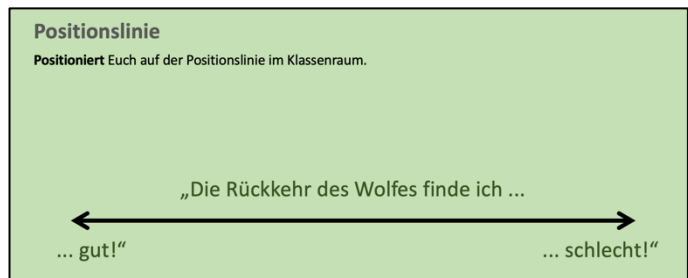 Positionslinie
Positioniert Euch auf der Positionslinie im Klassenraum.
„Die Rückkehr des Wolfes finde ich ...
... gut!“
... schlecht!“